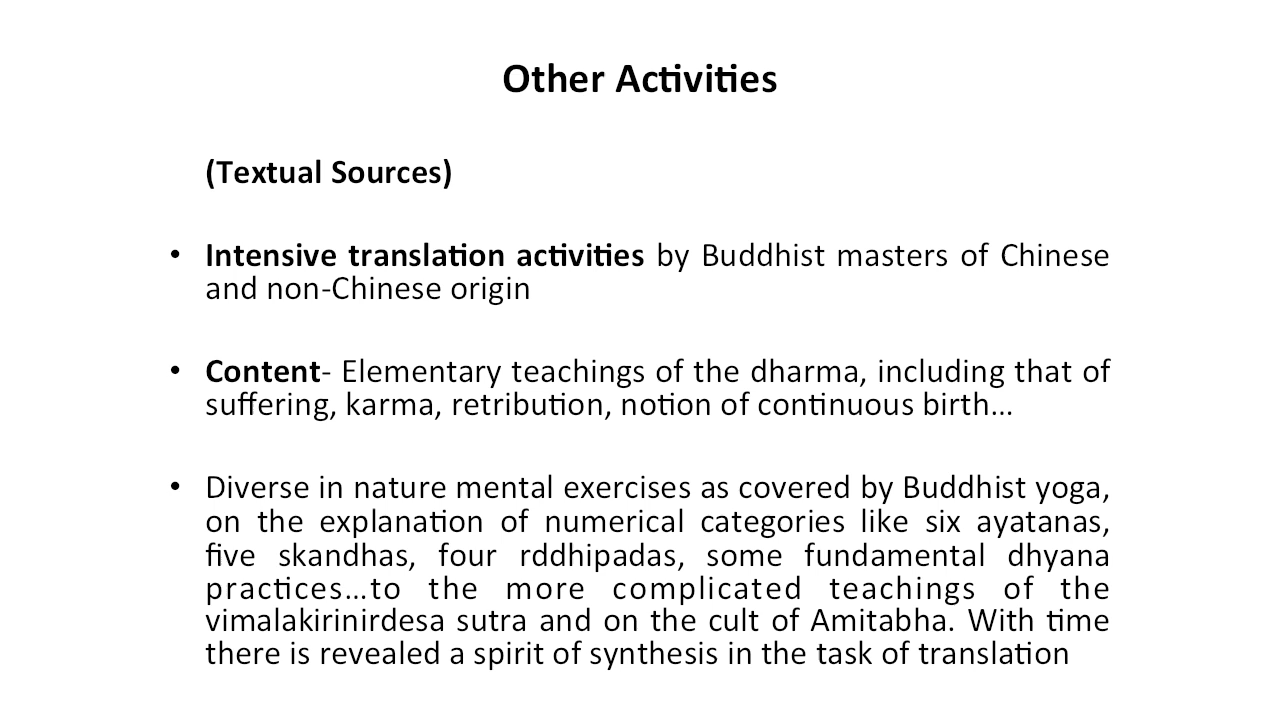 Other Activities
(Textual Sources)
• Intensive translation activities by Buddhist masters of Chinese
and non-Chinese origin
• Content- Elementary teachings of the dharma, including that of
suffering, karma, retribution, notion of continuous birth…
• Diverse in nature mental exercises as covered by Buddhist yoga,
on the explanation of numerical categories like six ayatanas,
five skandhas, four rddhipadas, some fundamental dhyana
practices…to the more complicated teachings of the
vimalakirinirdesa sutra and on the cult of Amitabha. With time
there is revealed a spirit of synthesis in the task of translation